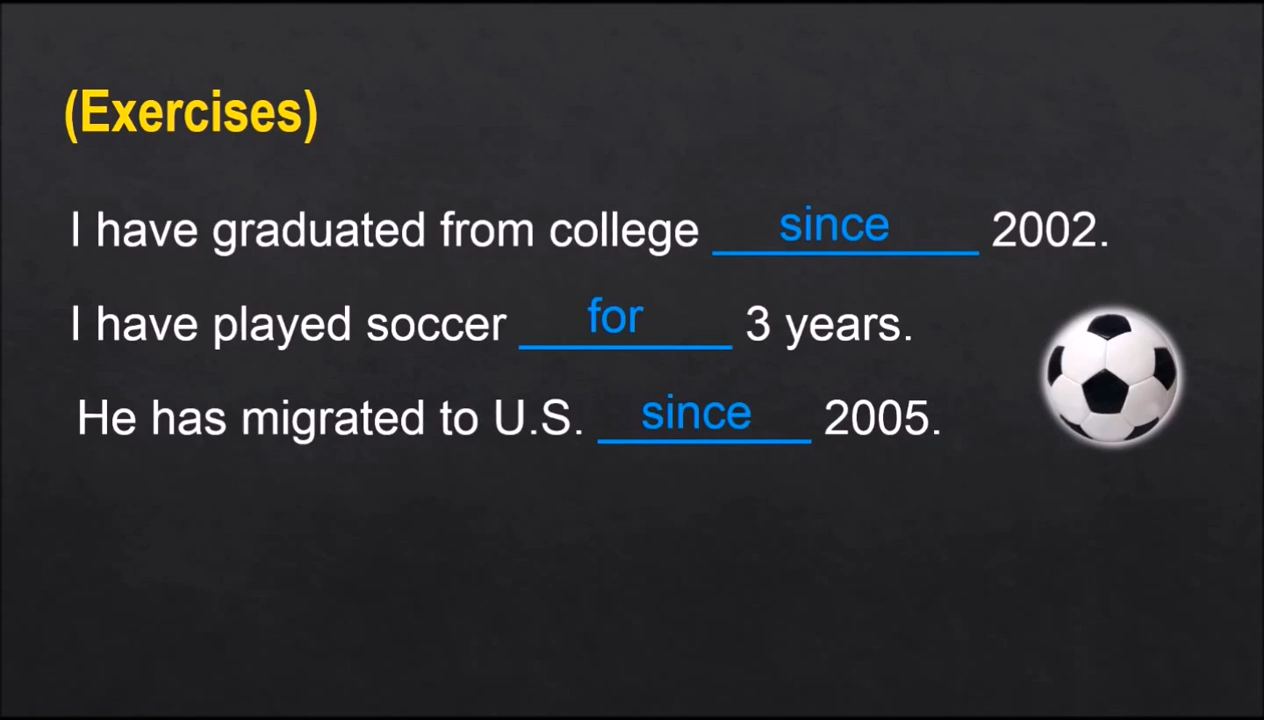 (Exercises)
I have graduated from college since 2002.
I have played soccer for 3 years.
He has migrated to U.S. since 2005.